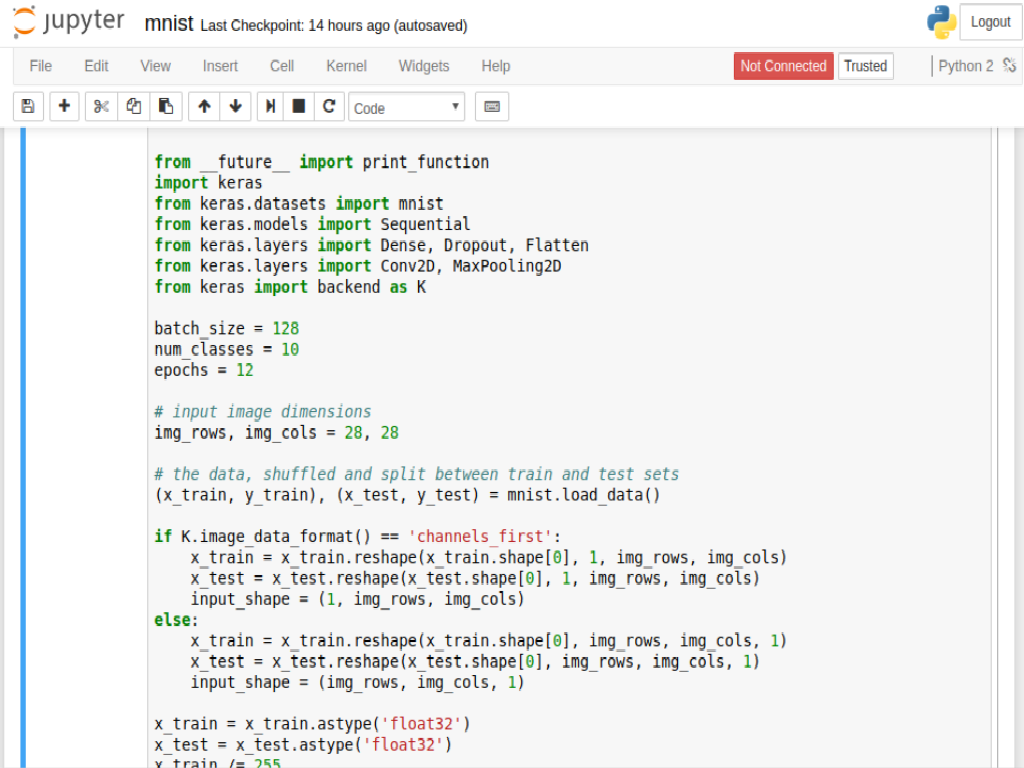 jupyter mnist Last Checkpoint: 14 hours ago (autosaved) Logout
File Edit View Insert Cell Kernel Widgets Help Not Connected Trusted Python 2
Code
from __future__ import print_function
import keras
from keras.datasets import mnist
from keras.models import Sequential
from keras.layers import Dense, Dropout, Flatten
from keras.layers import Conv2D, MaxPooling2D
from keras import backend as K
batch_size = 128
num_classes = 10
epochs = 12
# input image dimensions
img_rows, img_cols = 28, 28
# the data, shuffled and split between train and test sets
(x_train, y_train), (x_test, y_test) = mnist.load_data()
if K.image_data_format() == 'channels_first':
    x_train = x_train.reshape(x_train.shape[0], 1, img_rows, img_cols)
    x_test = x_test.reshape(x_test.shape[0], 1, img_rows, img_cols)
    input_shape = (1, img_rows, img_cols)
else:
    x_train = x_train.reshape(x_train.shape[0], img_rows, img_cols, 1)
    x_test = x_test.reshape(x_test.shape[0], img_rows, img_cols, 1)
    input_shape = (img_rows, img_cols, 1)
x_train = x_train.astype('float32')
x_test = x_test.astype('float32')
x_train /= 255